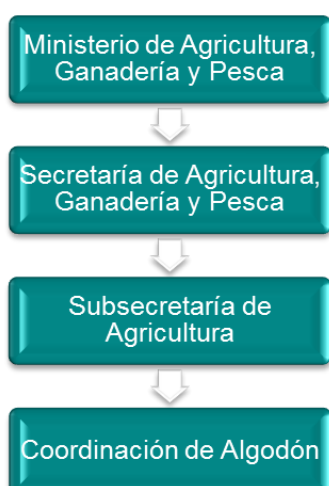 Ministerio de Agricultura,
Ganadería y Pesca
Secretaría de Agricultura,
Ganadería y Pesca
Subsecretaría de
Agricultura
Coordinación de Algodón